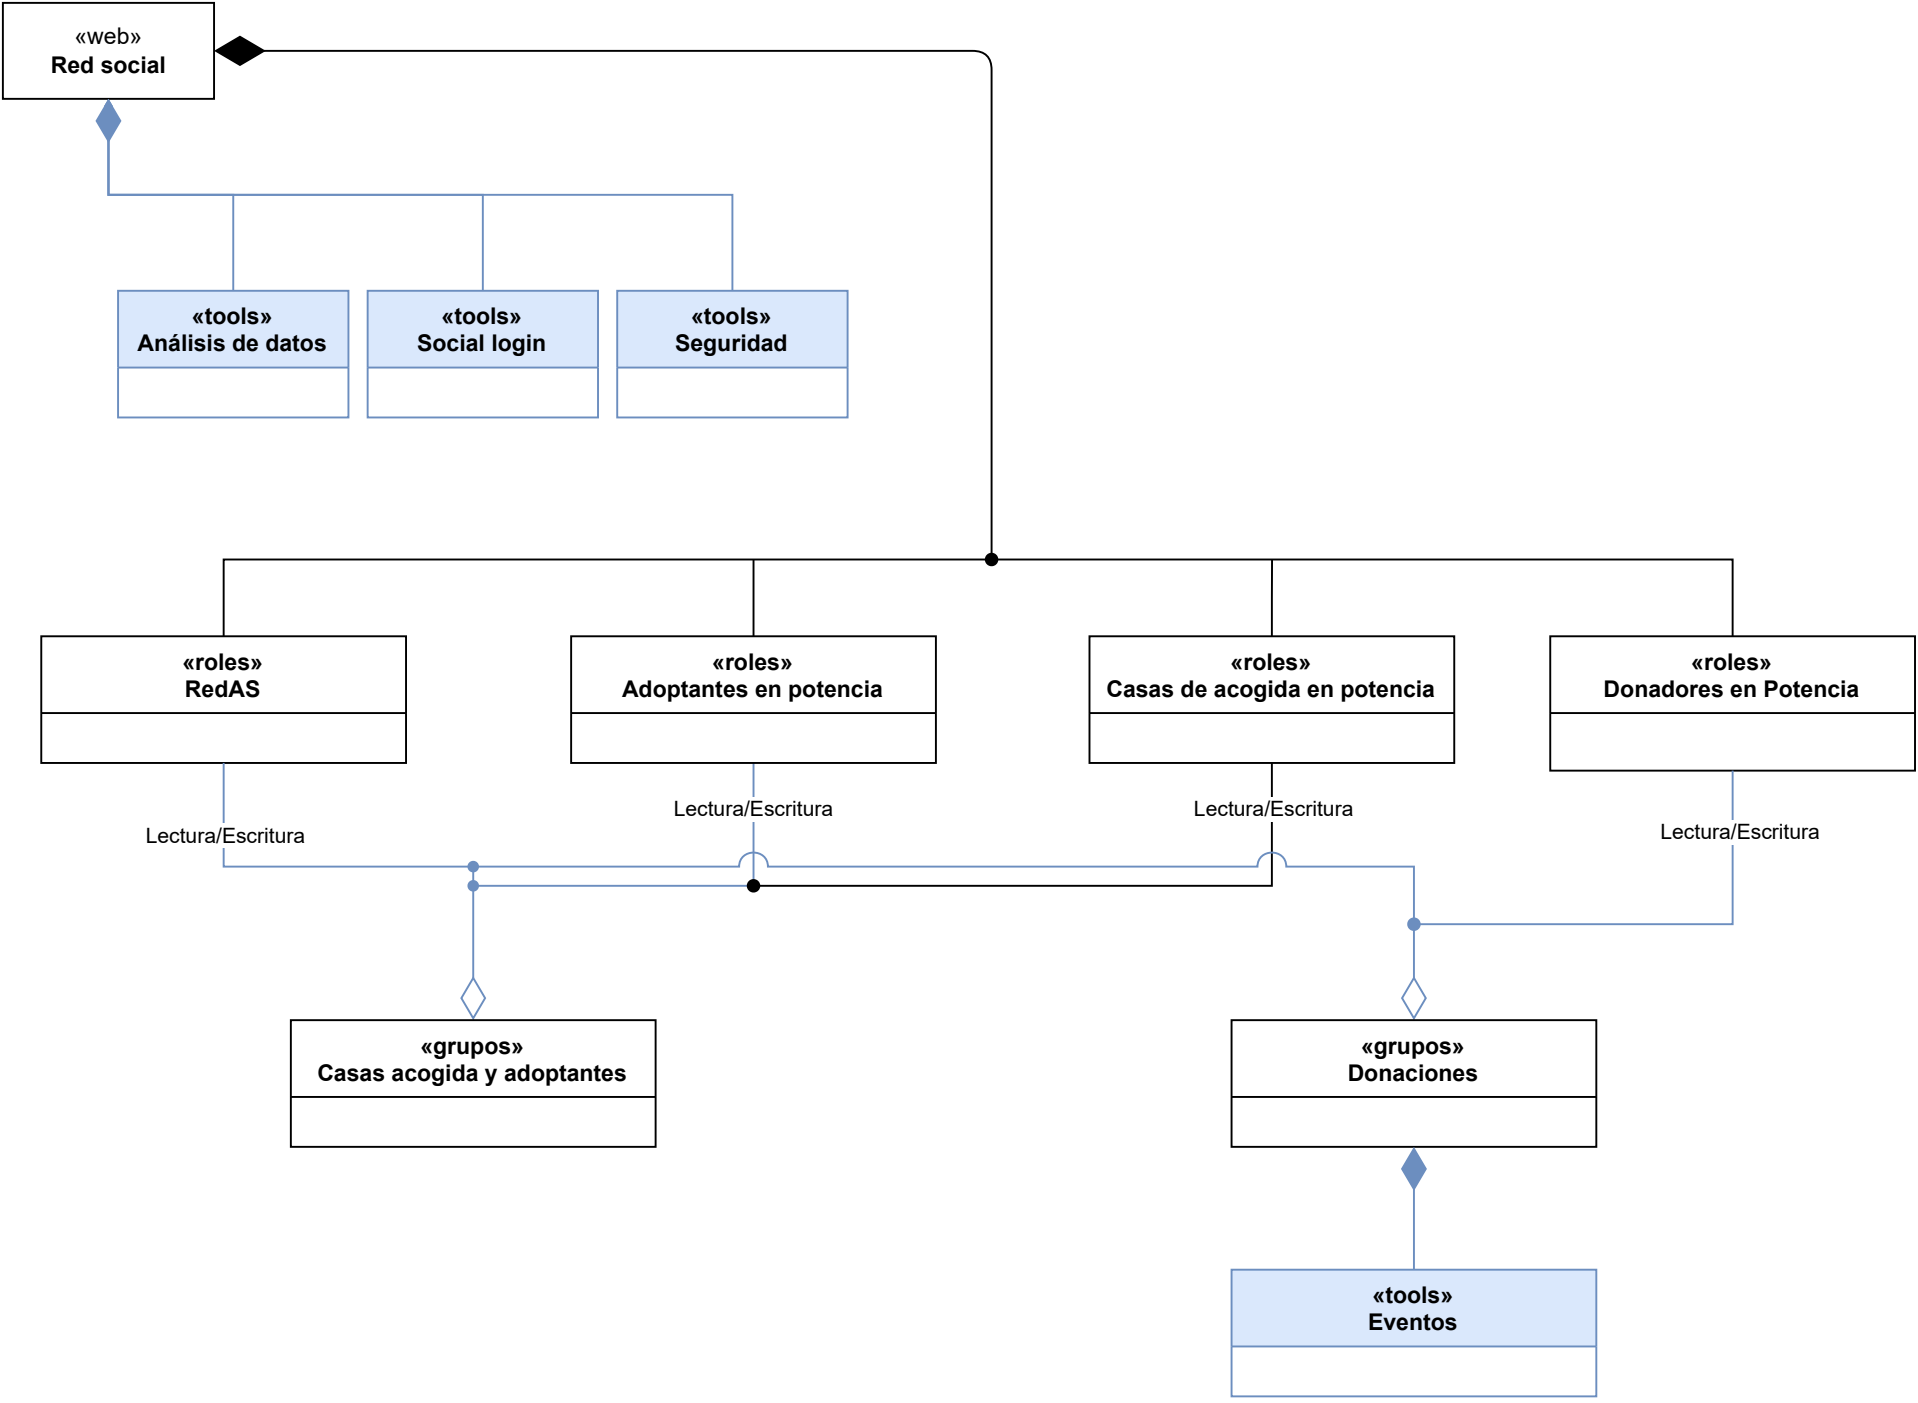 «web»
Red social
«tools»
Análisis de datos
«tools»
Social login
«tools»
Seguridad
«roles»
RedAS
«roles»
Adoptantes en potencia
«roles»
Casas de acogida en potencia
«roles»
Donadores en Potencia
Lectura/Escritura
Lectura/Escritura
Lectura/Escritura
Lectura/Escritura
«grupos»
Casas acogida y adoptantes
«grupos»
Donaciones
«tools»
Eventos